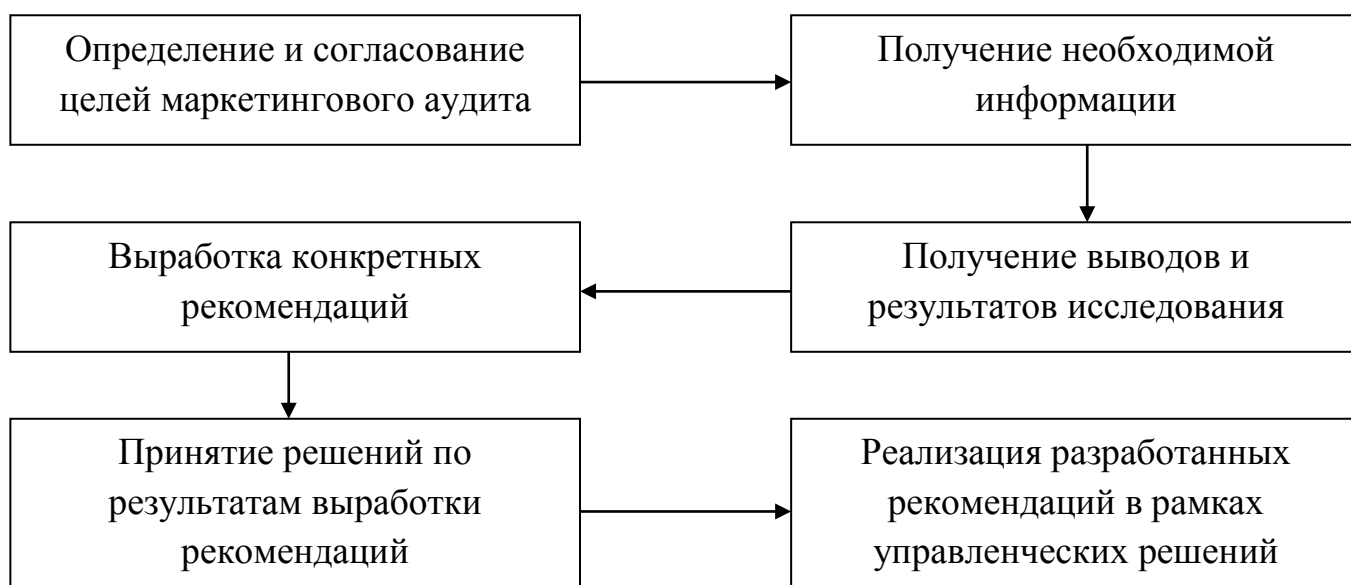 Определение и согласование
целей маркетингового аудита
Получение необходимой
информации
Получение выводов и
результатов исследования
Выработка конкретных
рекомендаций
Принятие решений по
результатам выработки
рекомендаций
Реализация разработанных
рекомендаций в рамках
управленческих решений